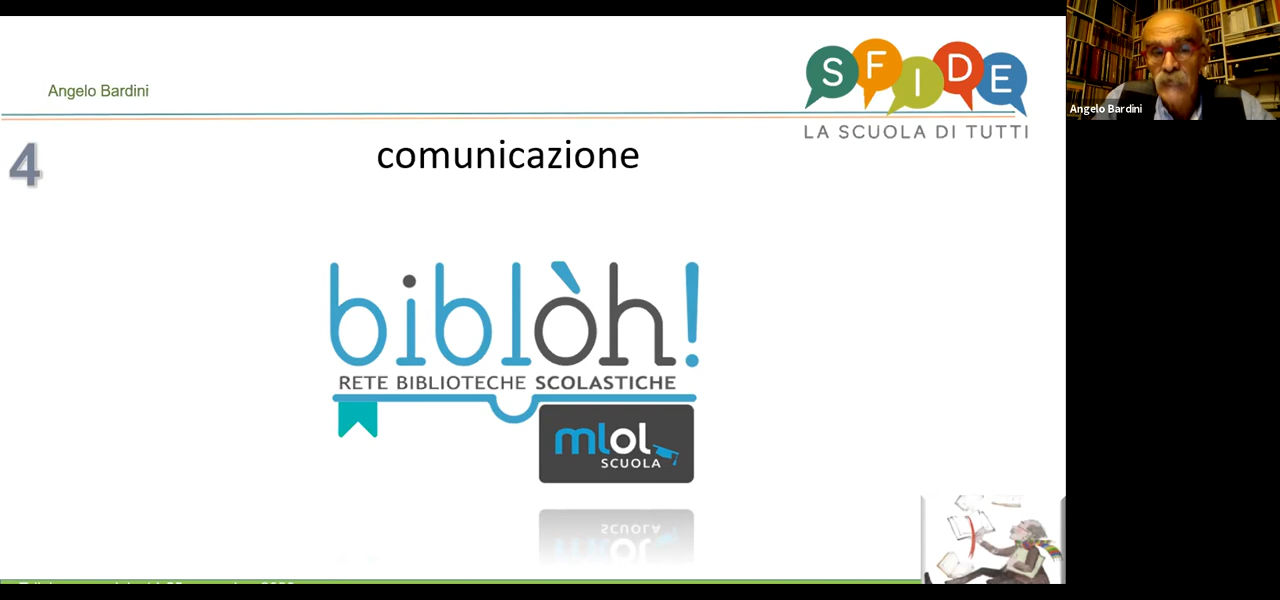 Angelo Bardini
SFIDE
LA SCUOLA DI TUTTI
Angelo Bardini
4
comunicazione
biblòh!
RETE BIBLIOTECHE SCOLASTICHE
mlol
SCUOLA